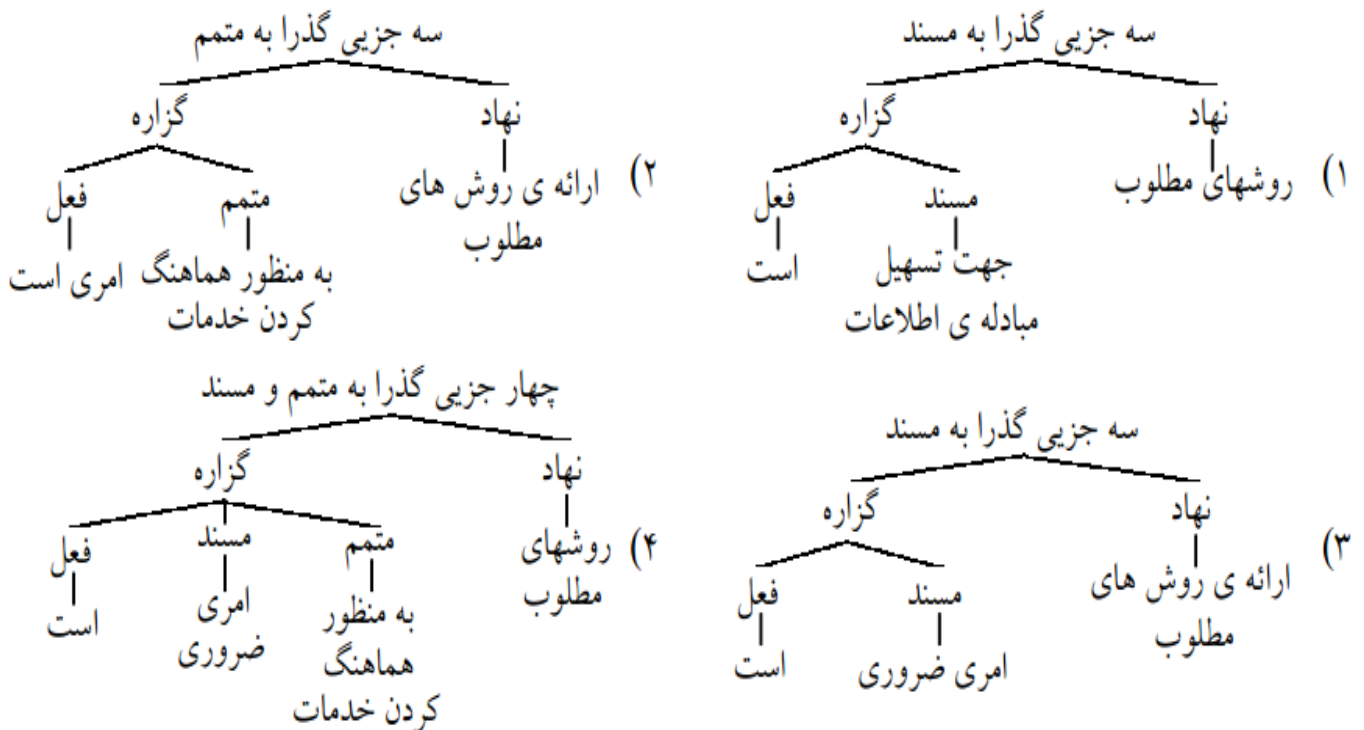 ۱)
سه جزیی گذرا به مسند
نهاد
گزاره
روشهای مطلوب
مسند
فعل
جهت تسهیل
مبادله ی اطلاعات
است
۲)
سه جزیی گذرا به متمم
نهاد
گزاره
ارائه ی روش های
مطلوب
متمم
فعل
به منظور هماهنگ
کردن خدمات
امری است
۳)
سه جزیی گذرا به مسند
نهاد
گزاره
ارائه ی روش های
مطلوب
مسند
فعل
امری ضروری
است
۴)
چهار جزیی گذرا به متمم و مسند
نهاد
گزاره
روشهای
مطلوب
متمم
مسند
فعل
به منظور
هماهنگ
کردن خدمات
امری
ضروری
است